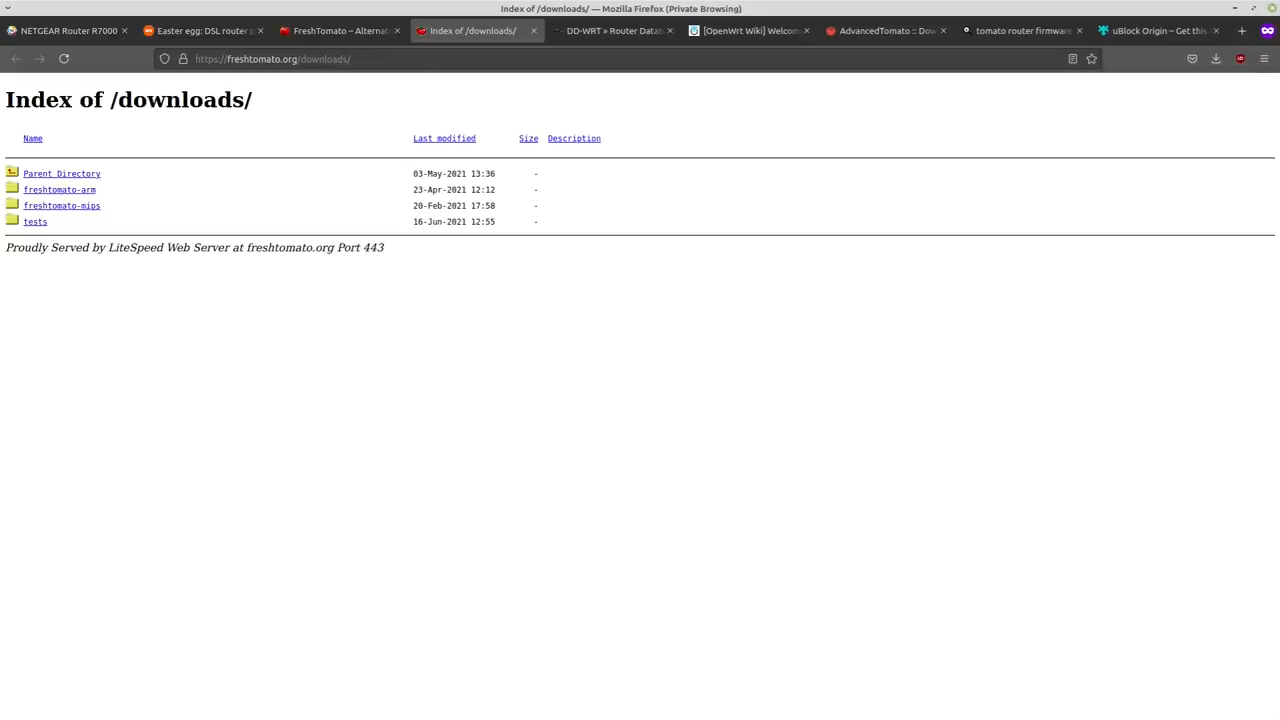 Index of /downloads/ — Mozilla Firefox (Private Browsing)
NETGEAR Router R7000
Easter egg: DSL router
FreshTomato – Alternat
Index of /downloads/
DD-WRT » Router Datab
[OpenWrt Wiki] Welcom
AdvancedTomato :: Dow
tomato router firmware
uBlock Origin – Get this
https://freshtomato.org/downloads/
Index of /downloads/
Name Last modified Size Description
Parent Directory 03-May-2021 13:36 -
freshtomato-arm 23-Apr-2021 12:12 -
freshtomato-mips 20-Feb-2021 17:58 -
tests 16-Jun-2021 12:55 -
Proudly Served by LiteSpeed Web Server at freshtomato.org Port 443